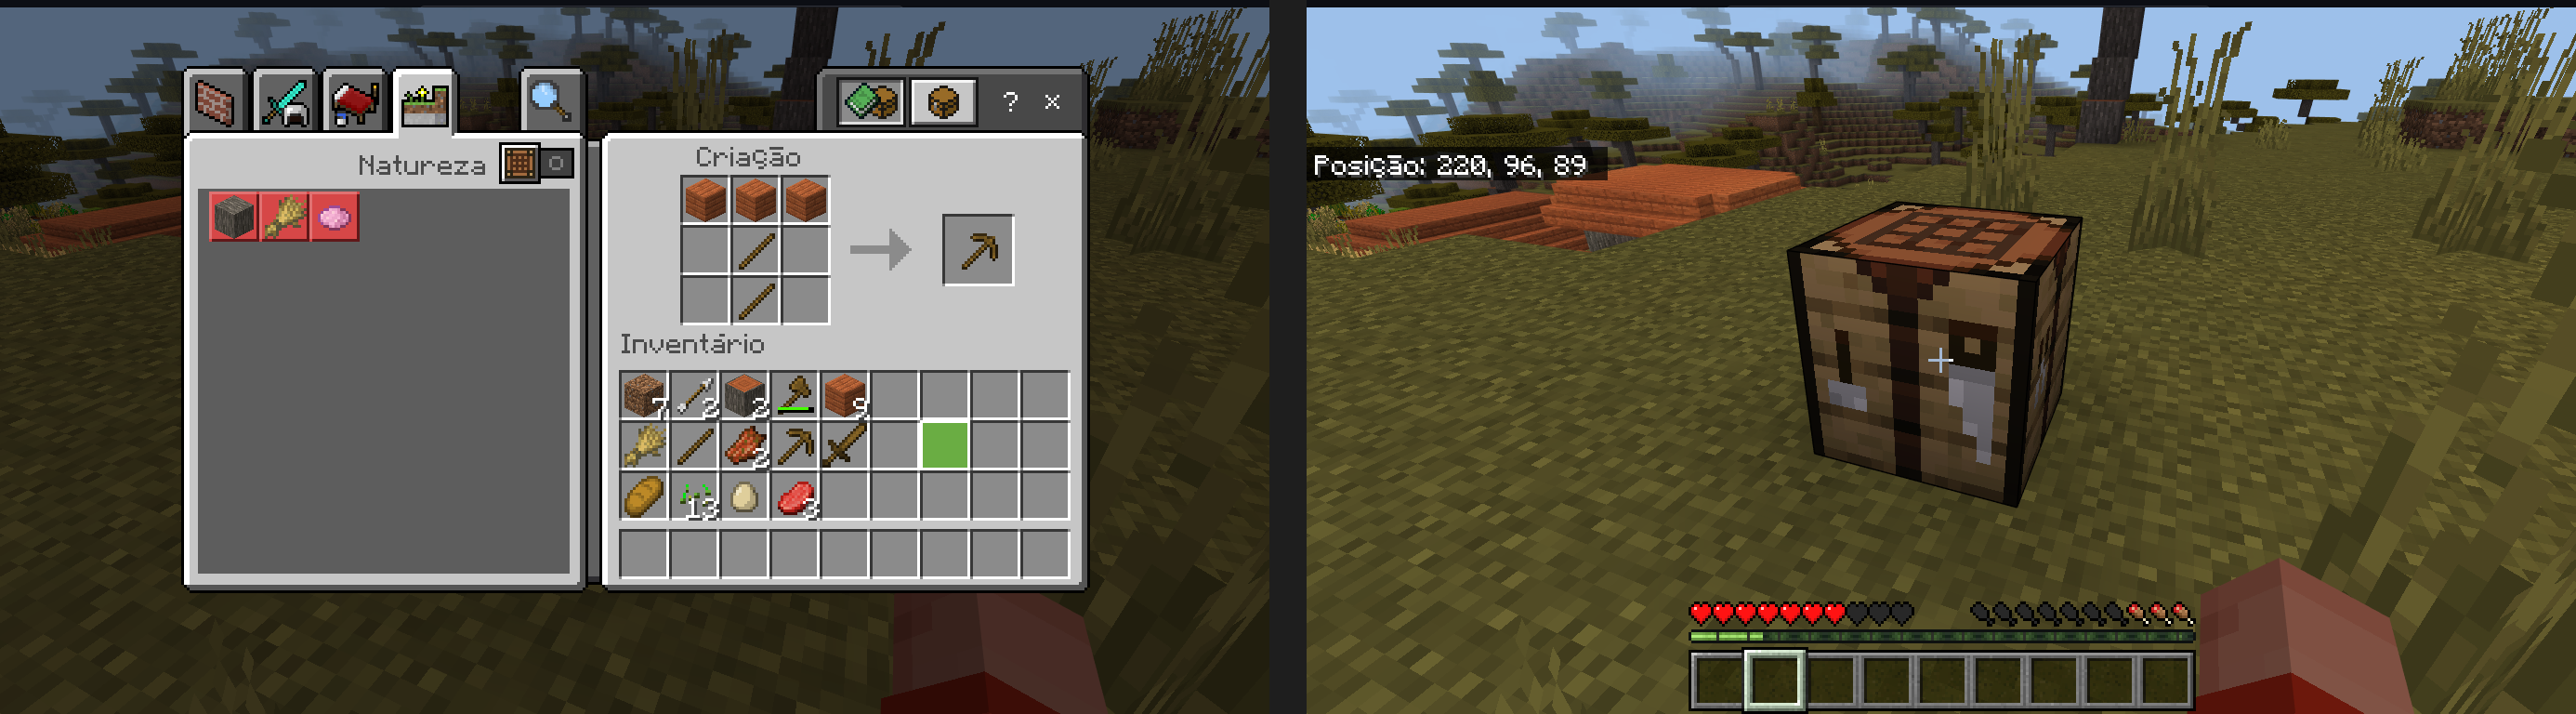 ? x
Natureza
Criação
Inventário
7 2 2 9
2
13 3
Posição: 220, 96, 89